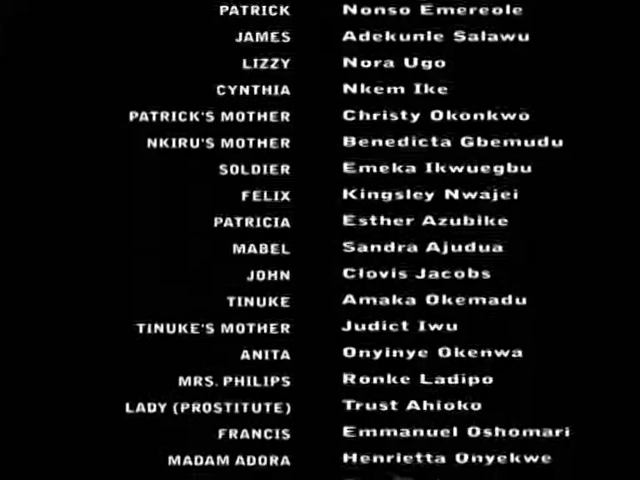 PATRICK Nonso Emereole
JAMES Adekunle Salawu
LIZZY Nora Ugo
CYNTHIA Nkem Ike
PATRICK'S MOTHER Christy Okonkwo
NKIRU'S MOTHER Benedicta Gbemudu
SOLDIER Emeka Ikwuegbu
FELIX Kingsley Nwajei
PATRICIA Esther Azubike
MABEL Sandra Ajudua
JOHN Clovis Jacobs
TINUKE Amaka Okemadu
TINUKE'S MOTHER Judict Iwu
ANITA Onyinye Okenwa
MRS. PHILIPS Ronke Ladipo
LADY (PROSTITUTE) Trust Ahioko
FRANCIS Emmanuel Oshomari
MADAM ADORA Henrietta Onyekwe